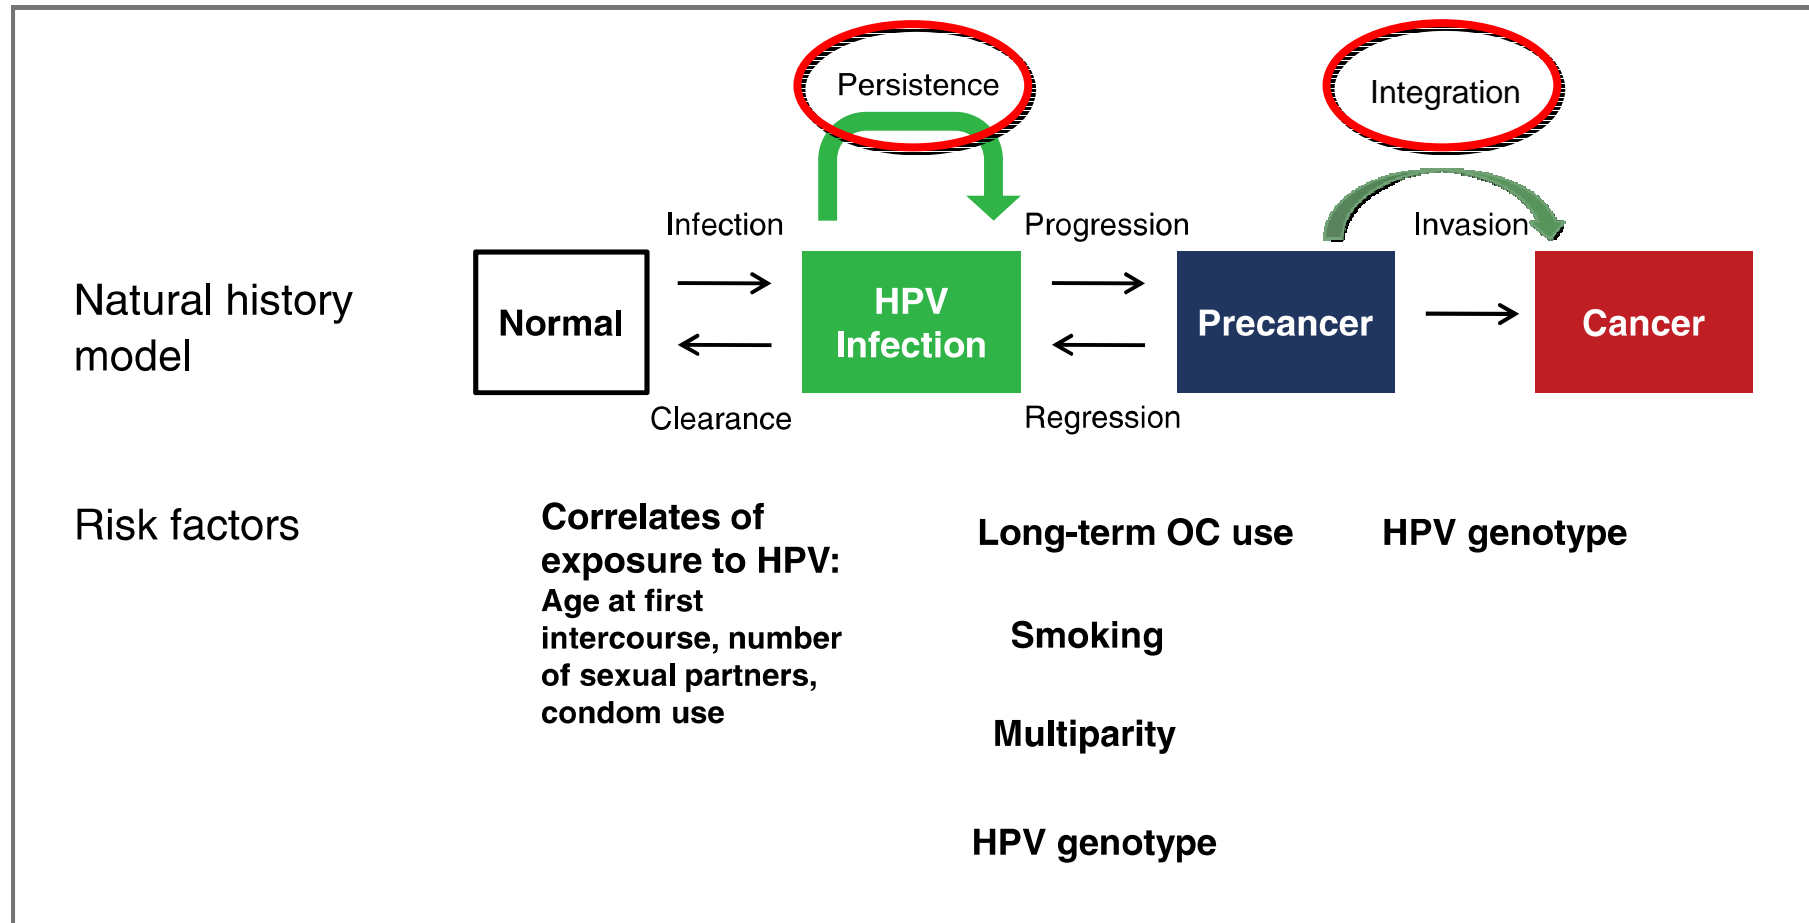 Persistence
Integration
Infection
Progression
Invasion
Natural history
model
Normal
HPV
Infection
Precancer
Cancer
Clearance
Regression
Risk factors
Correlates of
exposure to HPV:
Age at first
intercourse, number
of sexual partners,
condom use
Long-term OC use
Smoking
Multiparity
HPV genotype
HPV genotype